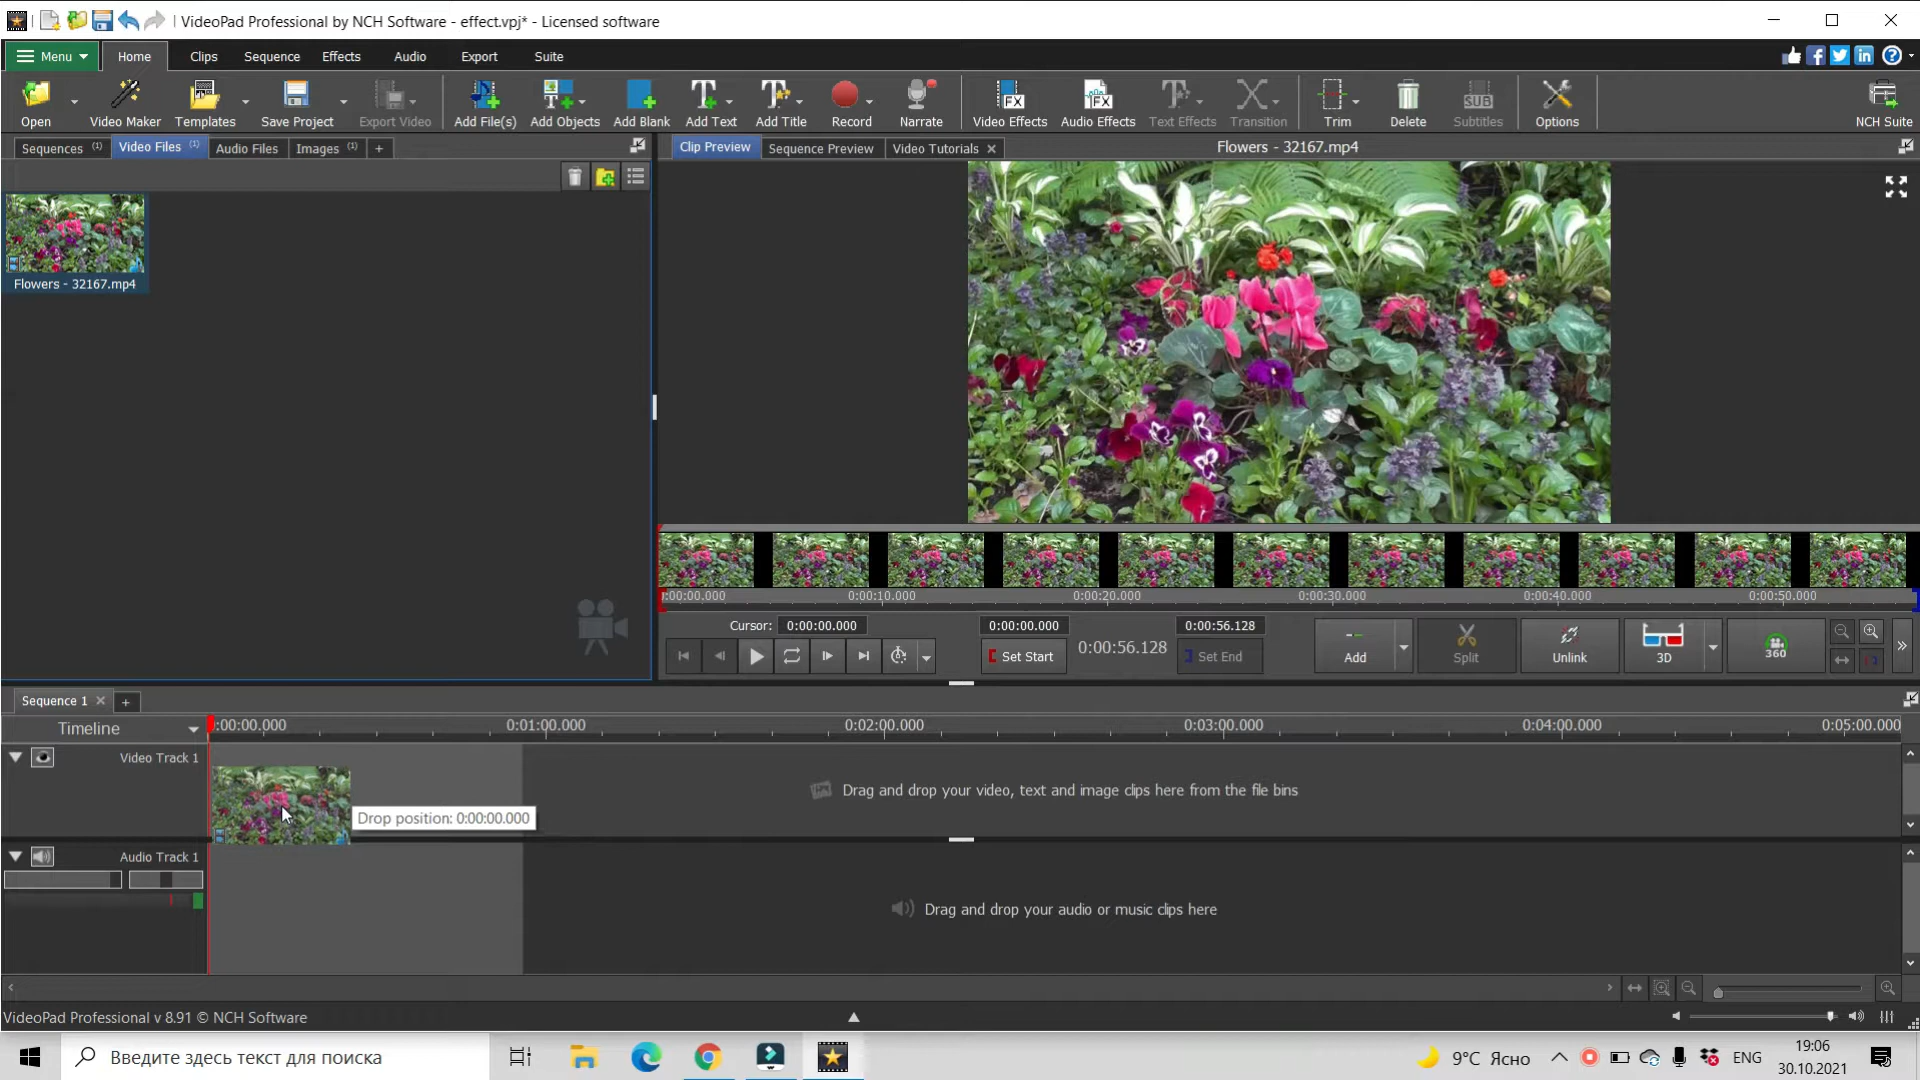 VideoPad Professional by NCH Software - effect.vpj* - Licensed software
Menu Home Clips Sequence Effects Audio Export Suite
Open Video Maker Templates Save Project Export Video Add File(s) Add Objects Add Blank Add Text Add Title Record Narrate Video Effects Audio Effects Text Effects Transition Trim Delete Subtitles Options NCH Suite
Sequences (1) Video Files (1) Audio Files Images (1) +
Clip Preview Sequence Preview Video Tutorials Flowers - 32167.mp4
Flowers - 32167.mp4
0:00:00.000 0:00:10.000 0:00:20.000 0:00:30.000 0:00:40.000 0:00:50.000
Cursor: 0:00:00.000 0:00:00.000 0:00:56.128 0:00:56.128
Set Start Set End Add Split Unlink 3D 360
Sequence 1
Timeline :00:00.000 0:01:00.000 0:02:00.000 0:03:00.000 0:04:00.000 0:05:00.000
Video Track 1
Drag and drop your video, text and image clips here from the file bins
Drop position: 0:00:00.000
Audio Track 1
Drag and drop your audio or music clips here
VideoPad Professional v 8.91 © NCH Software
Введите здесь текст для поиска
9°C Ясно ENG 19:06
30.10.2021